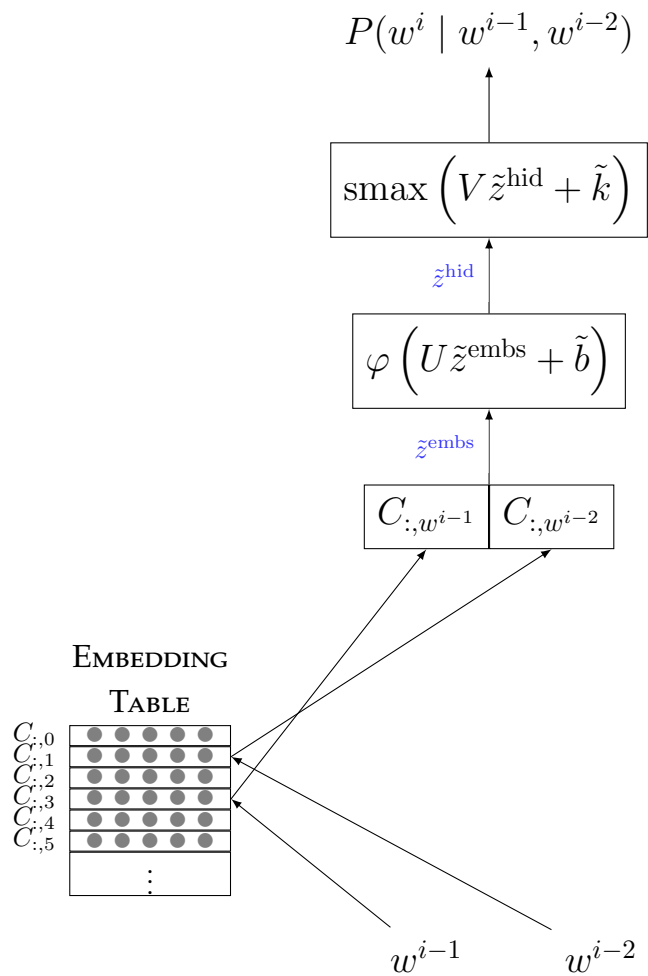 P(w^i | w^{i−1}, w^{i−2})
smax (V z̃^hid + k̃)
z̃^hid
φ (U z̃^embs + b̃)
z̃^embs
C_{:,w^{i−1}} C_{:,w^{i−2}}
EMBEDDING
TABLE
C_{:,0}
C_{:,1}
C_{:,2}
C_{:,3}
C_{:,4}
C_{:,5}
⋮
w^{i−1} w^{i−2}